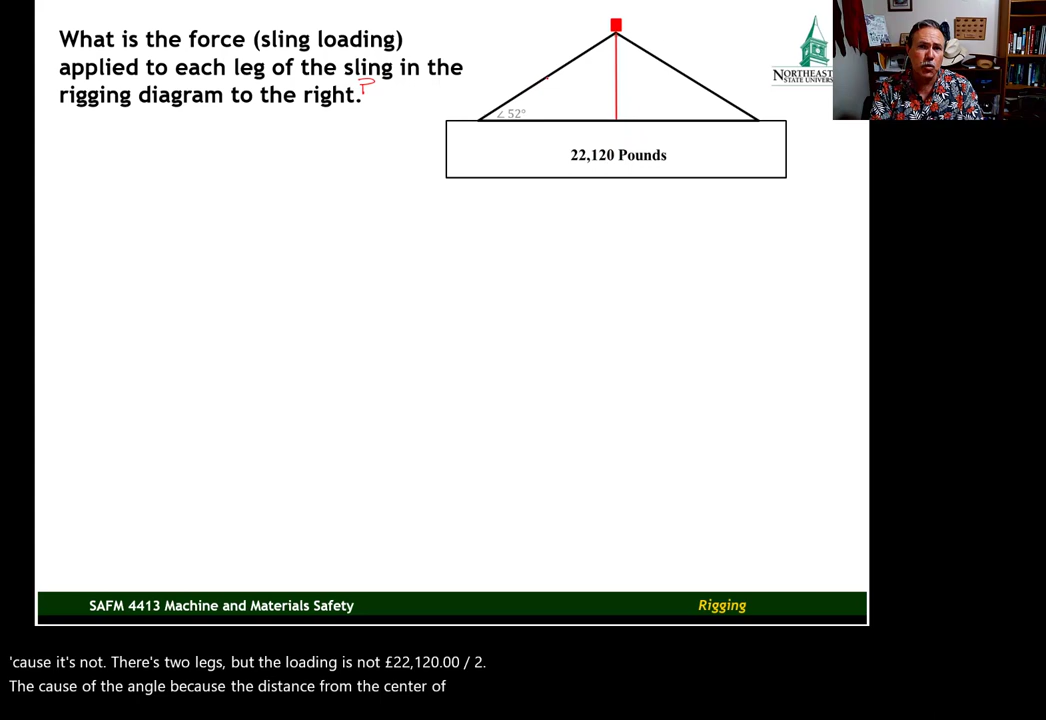 What is the force (sling loading)
applied to each leg of the sling in the
rigging diagram to the right.
P
∠ 52°
22,120 Pounds
NORTHEAST
STATE UNIVERS
SAFM 4413 Machine and Materials Safety
Rigging
'cause it's not. There's two legs, but the loading is not £22,120.00 / 2.
The cause of the angle because the distance from the center of